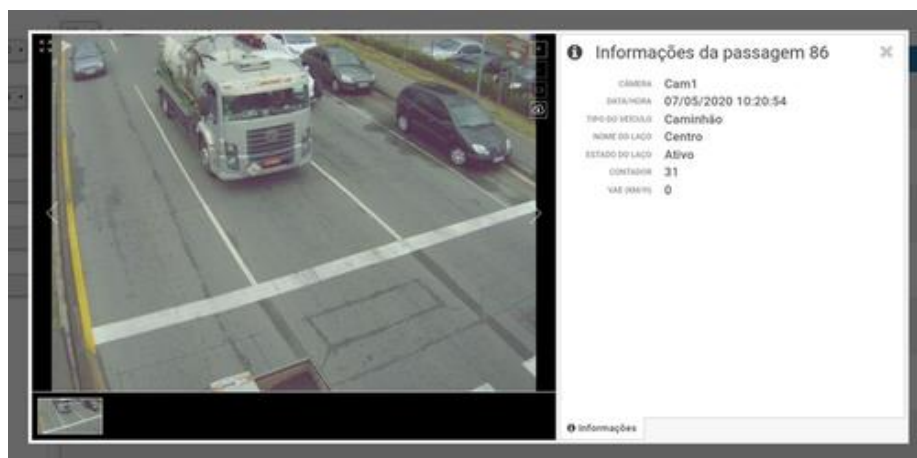 Informações da passagem 86
CÂMERA Cam1
DATA/HORA 07/05/2020 10:20:54
TIPO DO VEÍCULO Caminhão
NOME DO LAÇO Centro
ESTADO DO LAÇO Ativo
CONTADOR 31
VAE (KM/H) 0
Informações